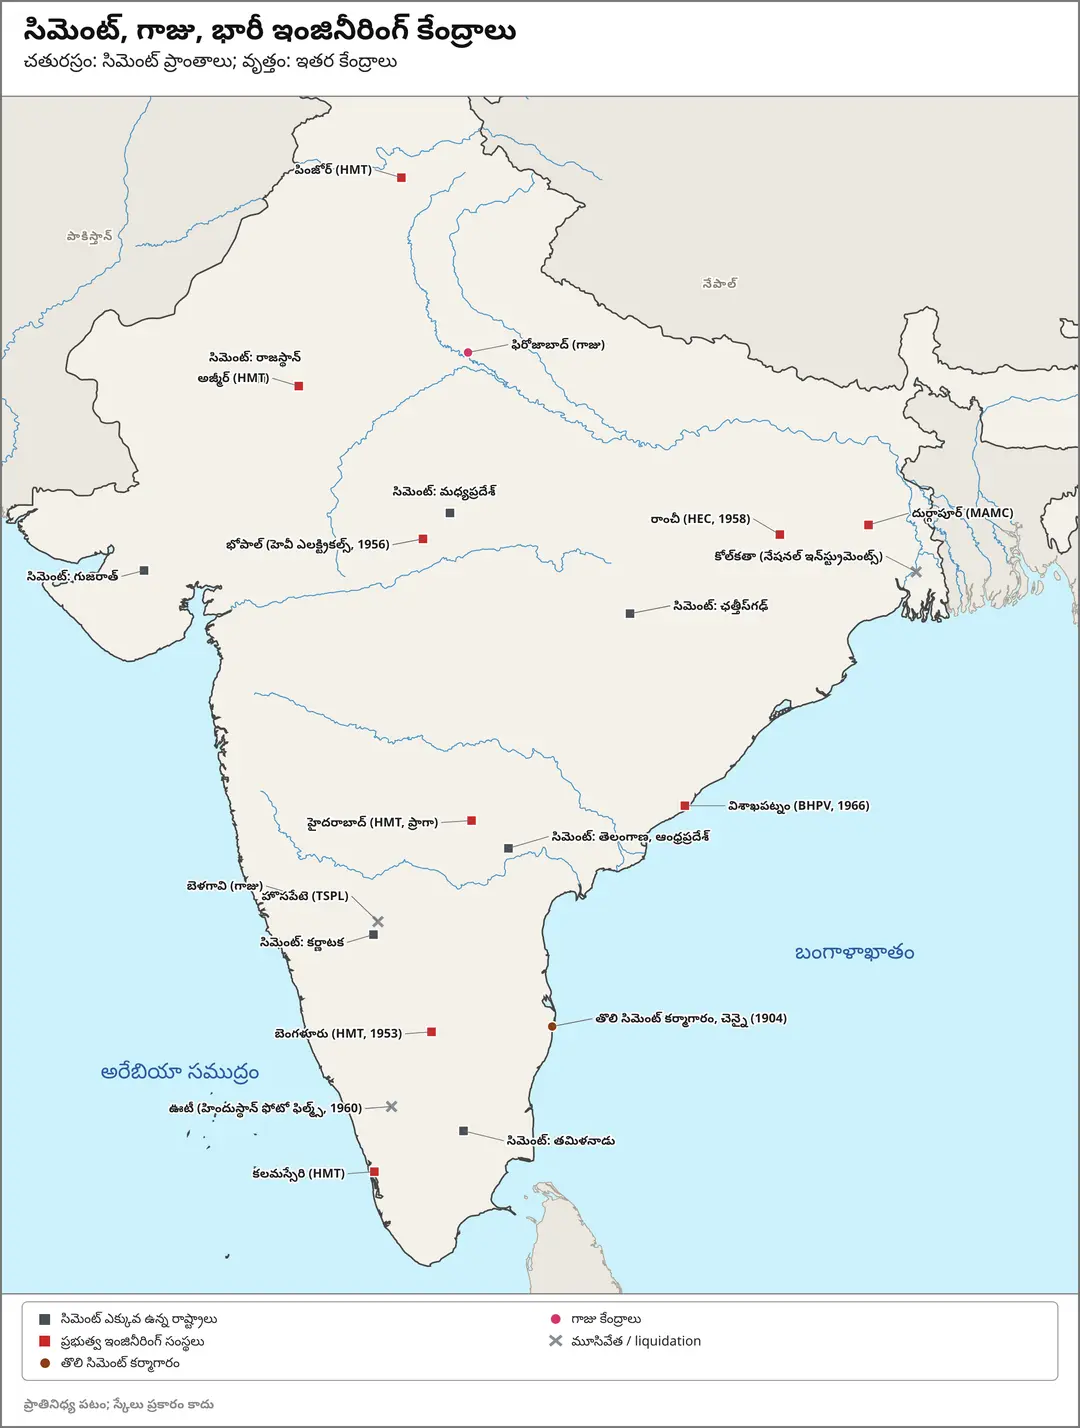 సిమెంట్, గాజు, భారీ ఇంజినీరింగ్ కేంద్రాలు
చతురస్రం: సిమెంట్ ప్రాంతాలు; వృత్తం: ఇతర కేంద్రాలు
పింజోర్ (HMT)
పాకిస్తాన్
నేపాల్
ఫిరోజాబాద్ (గాజు)
సిమెంట్: రాజస్థాన్
అజ్మీర్ (HMT)
సిమెంట్: మధ్యప్రదేశ్
రాంచీ (HEC, 1958)
దుర్గాపూర్ (MAMC)
భోపాల్ (హెవీ ఎలక్ట్రికల్స్, 1956)
కోల్‌కతా (నేషనల్ ఇన్‌స్ట్రుమెంట్స్)
సిమెంట్: గుజరాత్
సిమెంట్: ఛత్తీస్‌గఢ్
విశాఖపట్నం (BHPV, 1966)
హైదరాబాద్ (HMT, ప్రాగా)
సిమెంట్: తెలంగాణ, ఆంధ్రప్రదేశ్
బెళగావి (గాజు)
హొసపేటె (TSPL)
సిమెంట్: కర్ణాటక
బంగాళాఖాతం
తొలి సిమెంట్ కర్మాగారం, చెన్నై (1904)
బెంగళూరు (HMT, 1953)
అరేబియా సముద్రం
ఊటీ (హిందుస్థాన్ ఫోటో ఫిల్మ్స్, 1960)
సిమెంట్: తమిళనాడు
కలమస్సేరి (HMT)
సిమెంట్ ఎక్కువ ఉన్న రాష్ట్రాలు
గాజు కేంద్రాలు
ప్రభుత్వ ఇంజినీరింగ్ సంస్థలు
మూసివేత / liquidation
తొలి సిమెంట్ కర్మాగారం
ప్రాతినిధ్య పటం; స్కేలు ప్రకారం కాదు